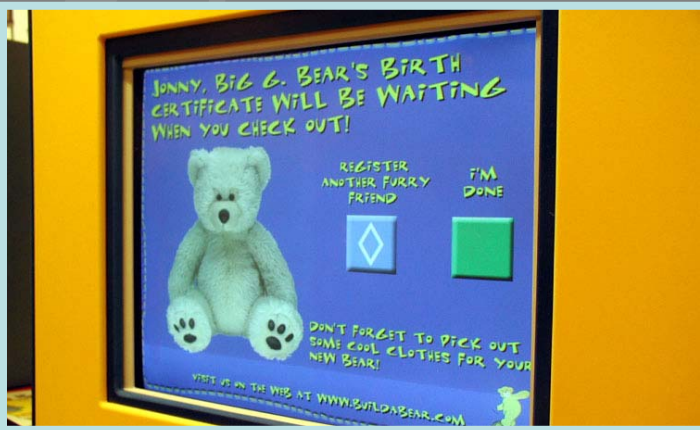 JONNY, BIG G. BEAR'S BIRTH
CERTIFICATE WILL BE WAITING
WHEN YOU CHECK OUT!
REGISTER
ANOTHER FURRY
FRIEND
I'M
DONE
DON'T FORGET TO PICK OUT
SOME COOL CLOTHES FOR YOUR
NEW BEAR!
VISIT US ON THE WEB AT WWW.BUILDABEAR.COM